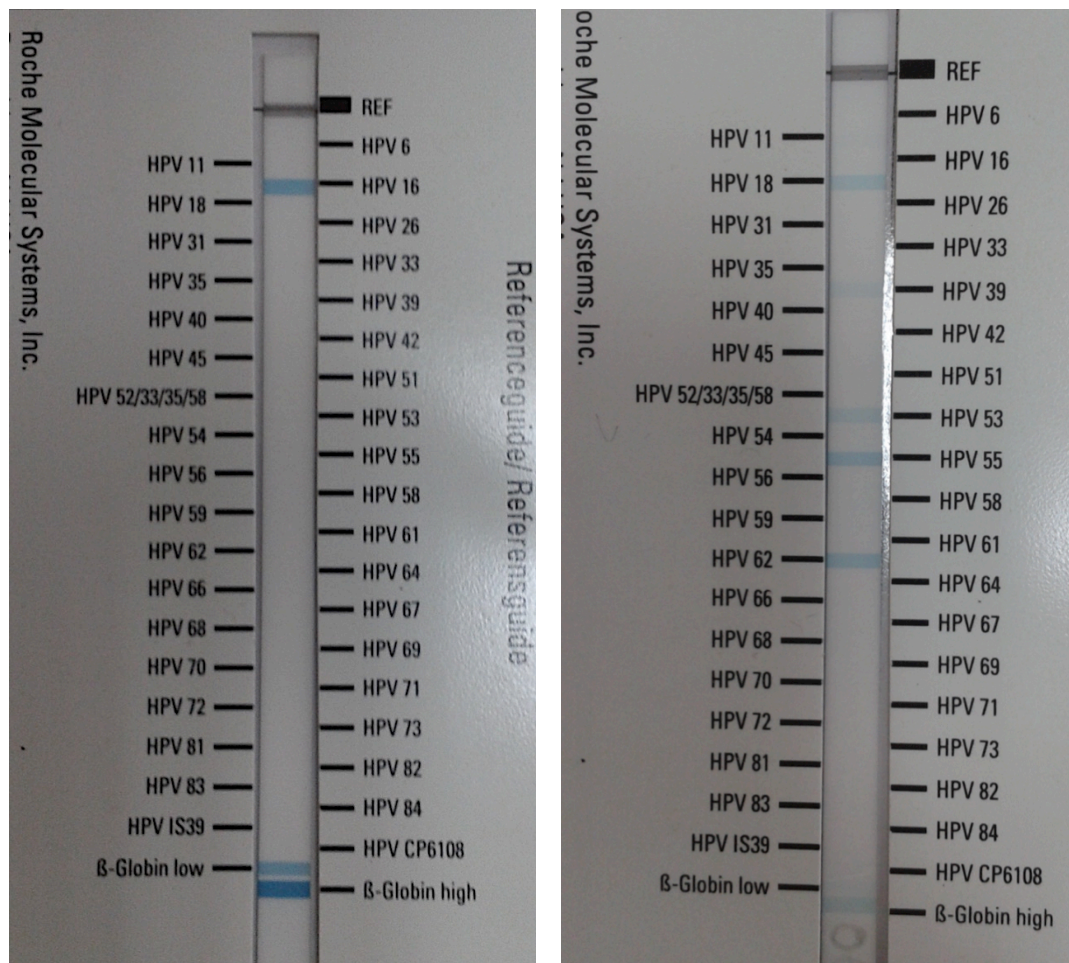 Roche Molecular Systems, Inc.
REF
HPV 6
HPV 11
HPV 16
HPV 18
HPV 26
HPV 31
HPV 33
HPV 35
HPV 39
HPV 40
HPV 42
HPV 45
HPV 51
HPV 52/33/35/58
HPV 53
HPV 54
HPV 55
HPV 56
HPV 58
HPV 59
HPV 61
HPV 62
HPV 64
HPV 66
HPV 67
HPV 68
HPV 69
HPV 70
HPV 71
HPV 72
HPV 73
HPV 81
HPV 82
HPV 83
HPV 84
HPV IS39
HPV CP6108
ß-Globin low
ß-Globin high
Referenceguide/ Referensguide
oche Molecular Systems, Inc.
REF
HPV 6
HPV 11
HPV 16
HPV 18
HPV 26
HPV 31
HPV 33
HPV 35
HPV 39
HPV 40
HPV 42
HPV 45
HPV 51
HPV 52/33/35/58
HPV 53
HPV 54
HPV 55
HPV 56
HPV 58
HPV 59
HPV 61
HPV 62
HPV 64
HPV 66
HPV 67
HPV 68
HPV 69
HPV 70
HPV 71
HPV 72
HPV 73
HPV 81
HPV 82
HPV 83
HPV 84
HPV IS39
HPV CP6108
ß-Globin low
ß-Globin high